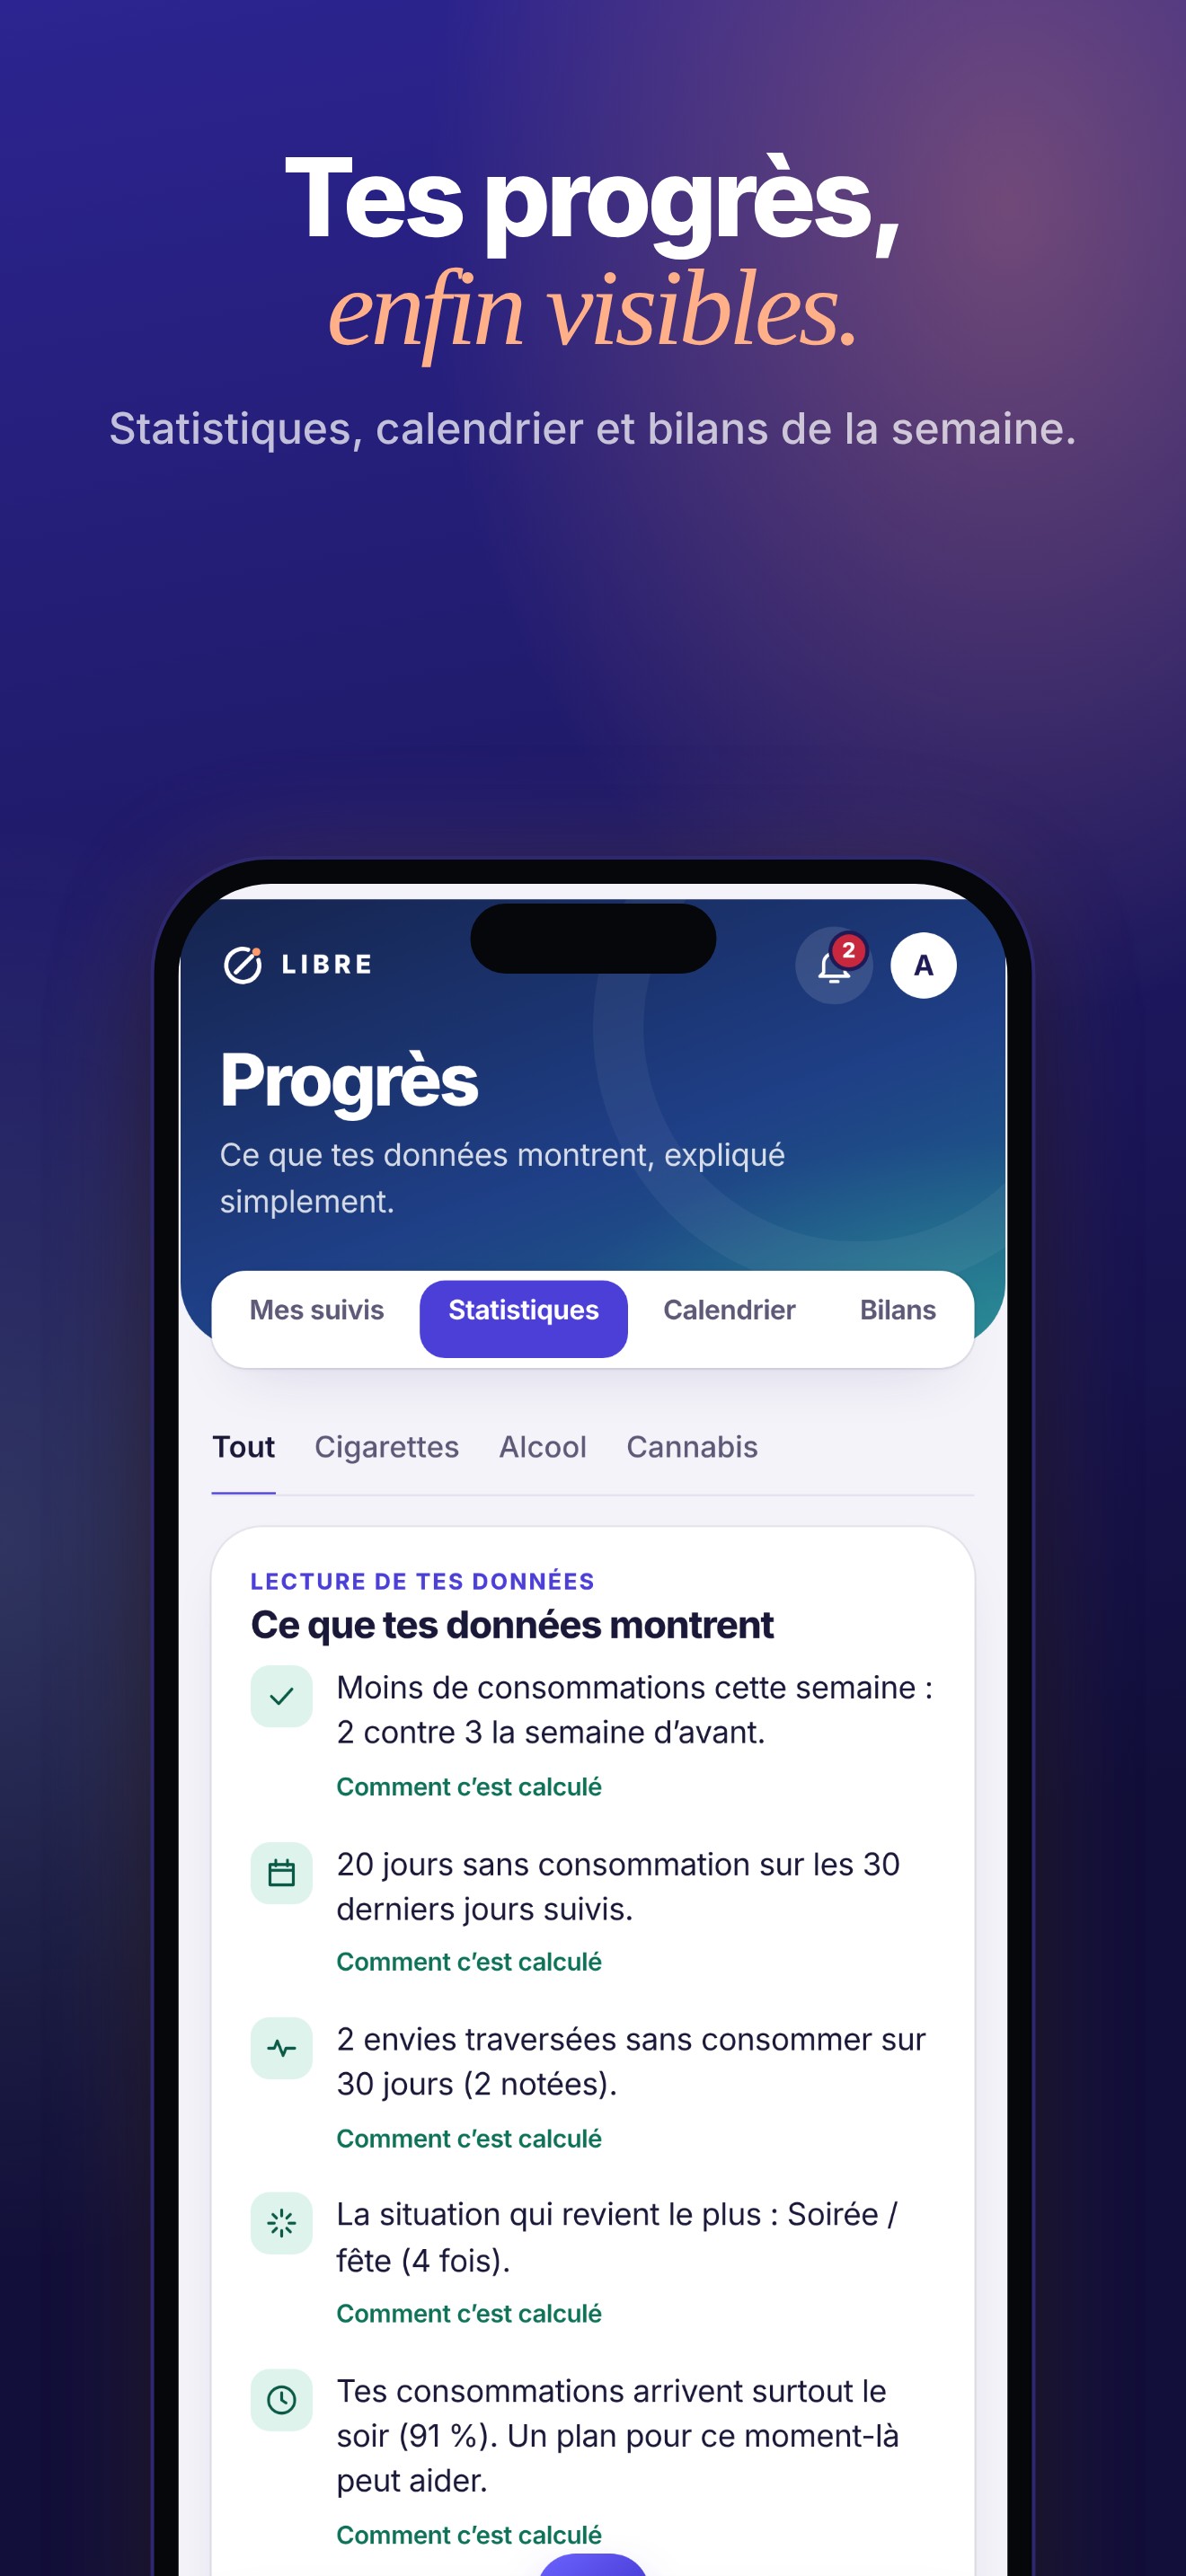 Tes progrès,
enfin visibles.
Statistiques, calendrier et bilans de la semaine.
LIBRE
2
A
Progrès
Ce que tes données montrent, expliqué
simplement.
Mes suivis Statistiques Calendrier Bilans
Tout Cigarettes Alcool Cannabis
LECTURE DE TES DONNÉES
Ce que tes données montrent
Moins de consommations cette semaine :
2 contre 3 la semaine d’avant.
Comment c’est calculé
20 jours sans consommation sur les 30
derniers jours suivis.
Comment c’est calculé
2 envies traversées sans consommer sur
30 jours (2 notées).
Comment c’est calculé
La situation qui revient le plus : Soirée /
fête (4 fois).
Comment c’est calculé
Tes consommations arrivent surtout le
soir (91 %). Un plan pour ce moment-là
peut aider.
Comment c’est calculé